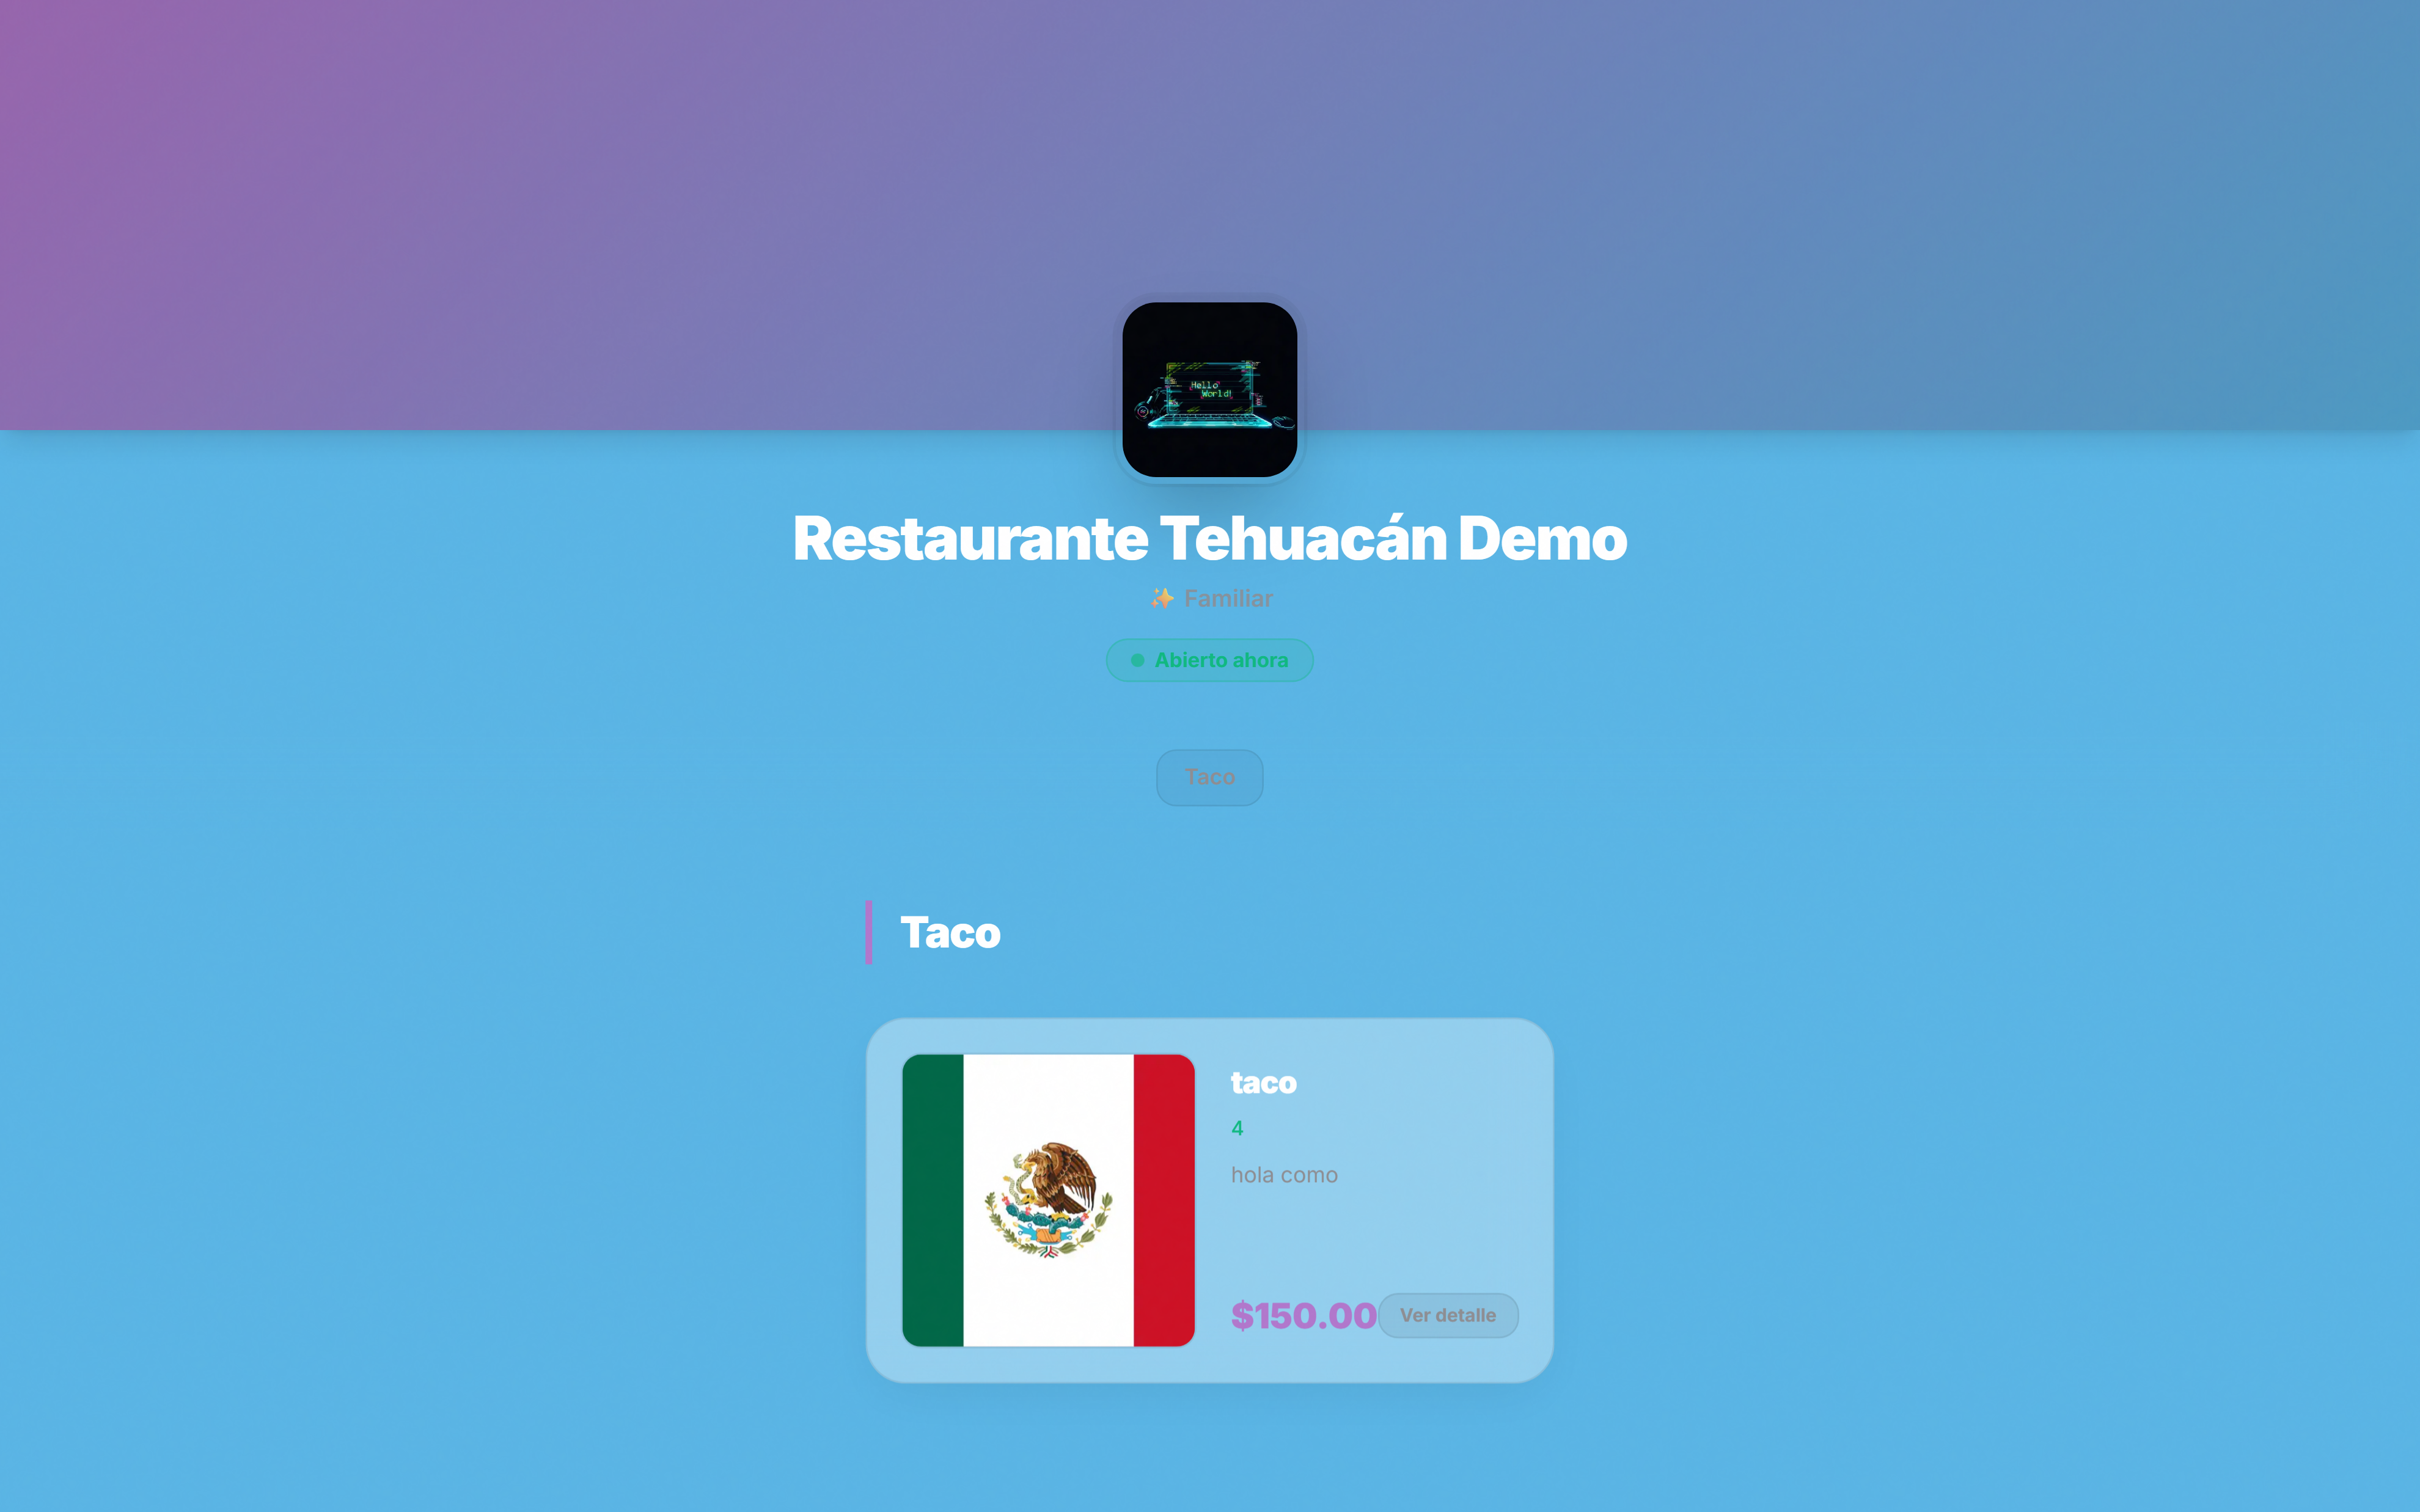 Hello
World!
Restaurante Tehuacán Demo
✨ Familiar
Abierto ahora
Taco
Taco
taco
4
hola como
$150.00
Ver detalle